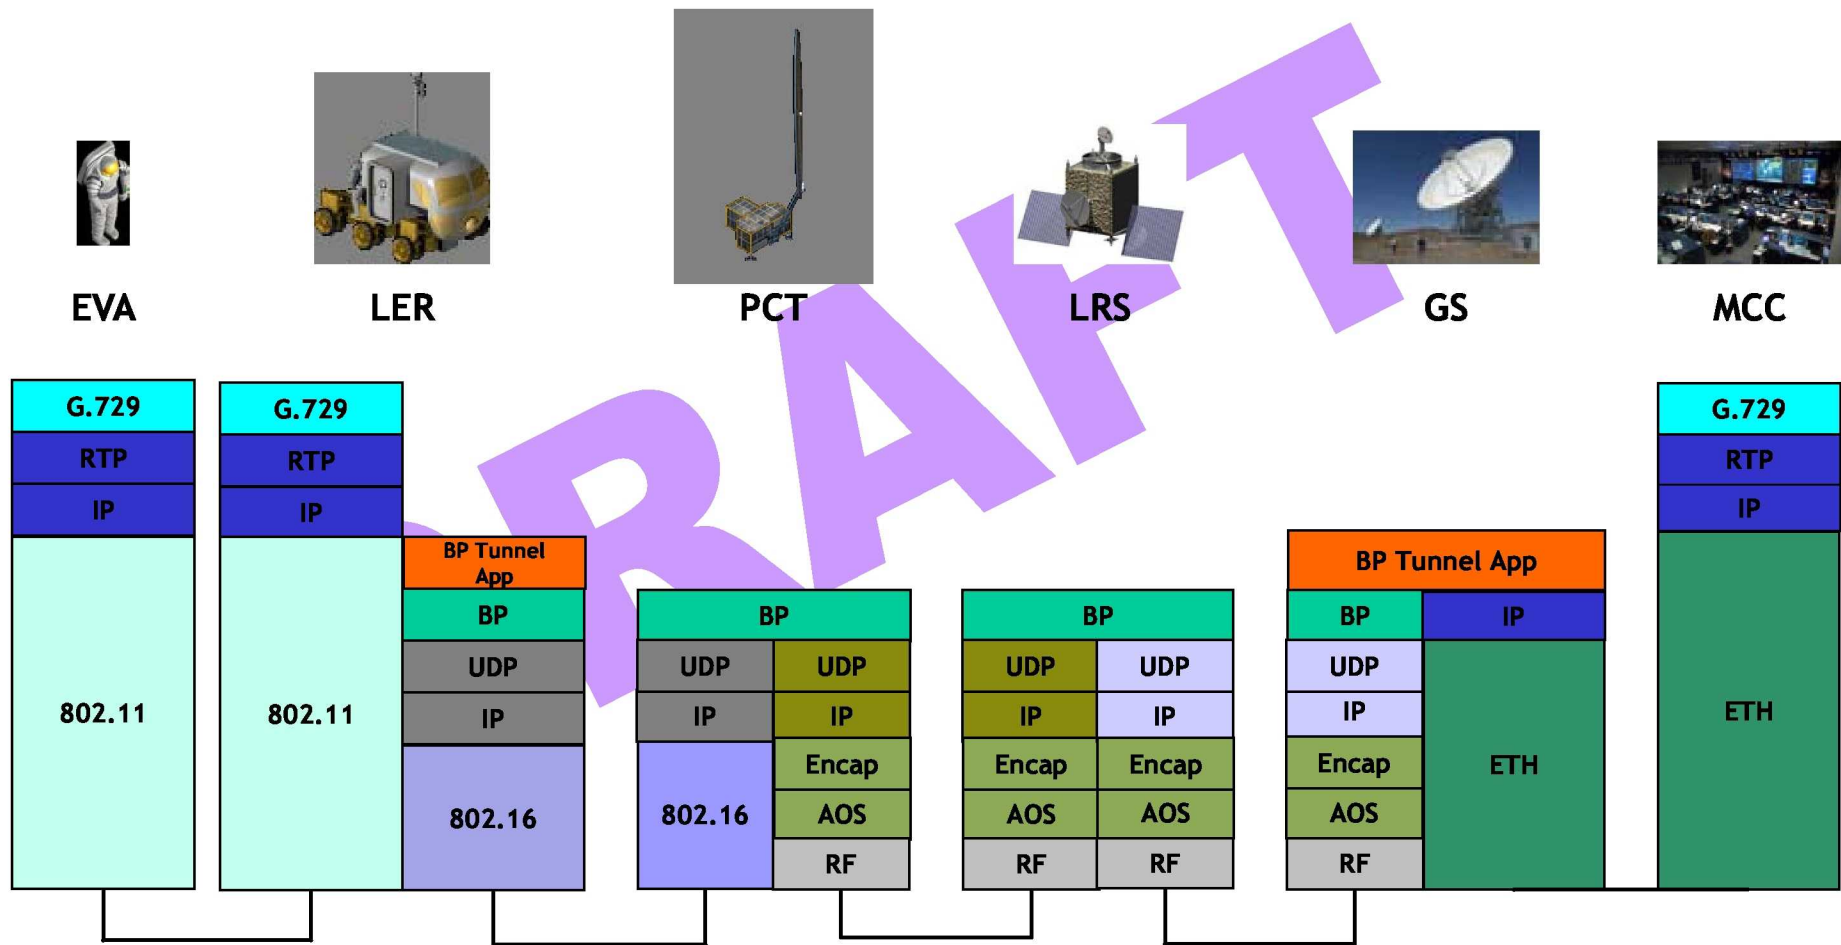 DRAFT
EVA
LER
PCT
LRS
GS
MCC
G.729
RTP
IP
802.11
G.729
RTP
IP
802.11
BP Tunnel
App
BP
UDP
IP
802.16
BP
UDP
IP
802.16
UDP
IP
Encap
AOS
RF
BP
UDP
IP
Encap
AOS
RF
UDP
IP
Encap
AOS
RF
BP Tunnel App
BP
UDP
IP
Encap
AOS
RF
IP
ETH
G.729
RTP
IP
ETH